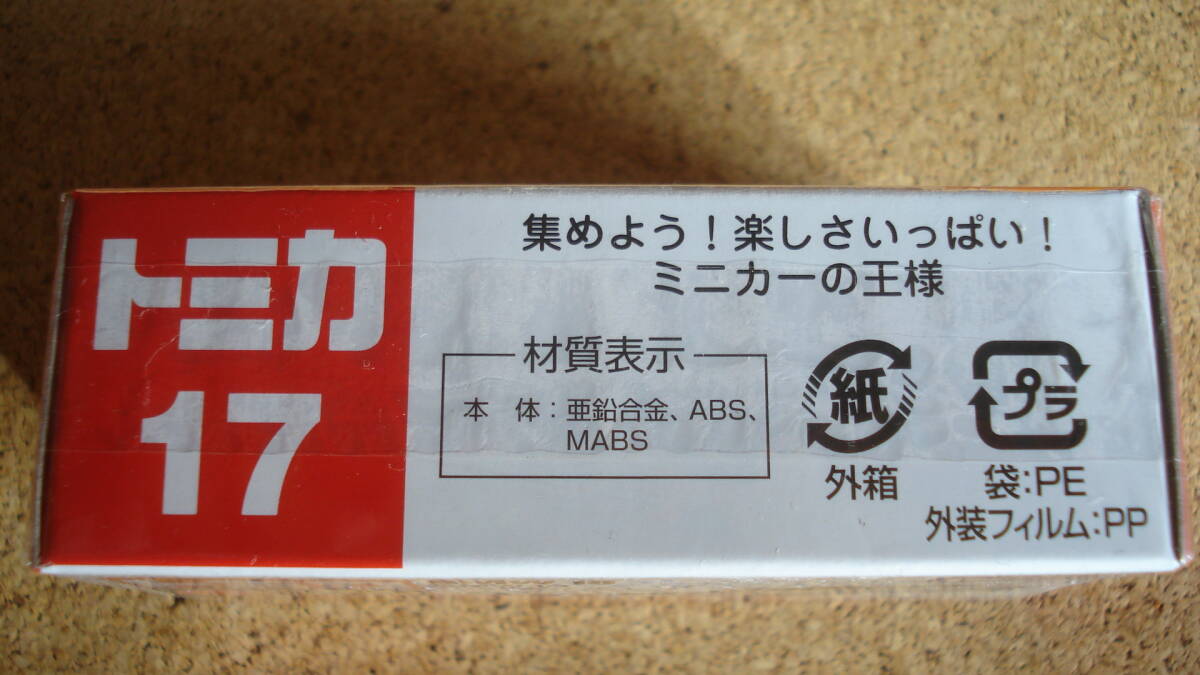 トミカ
17
集めよう!楽しさいっぱい!
ミニカーの王様
材質表示
本 体:亜鉛合金、ABS、
MABS
紙
外箱
プラ
袋:PE
外装フィルム:PP